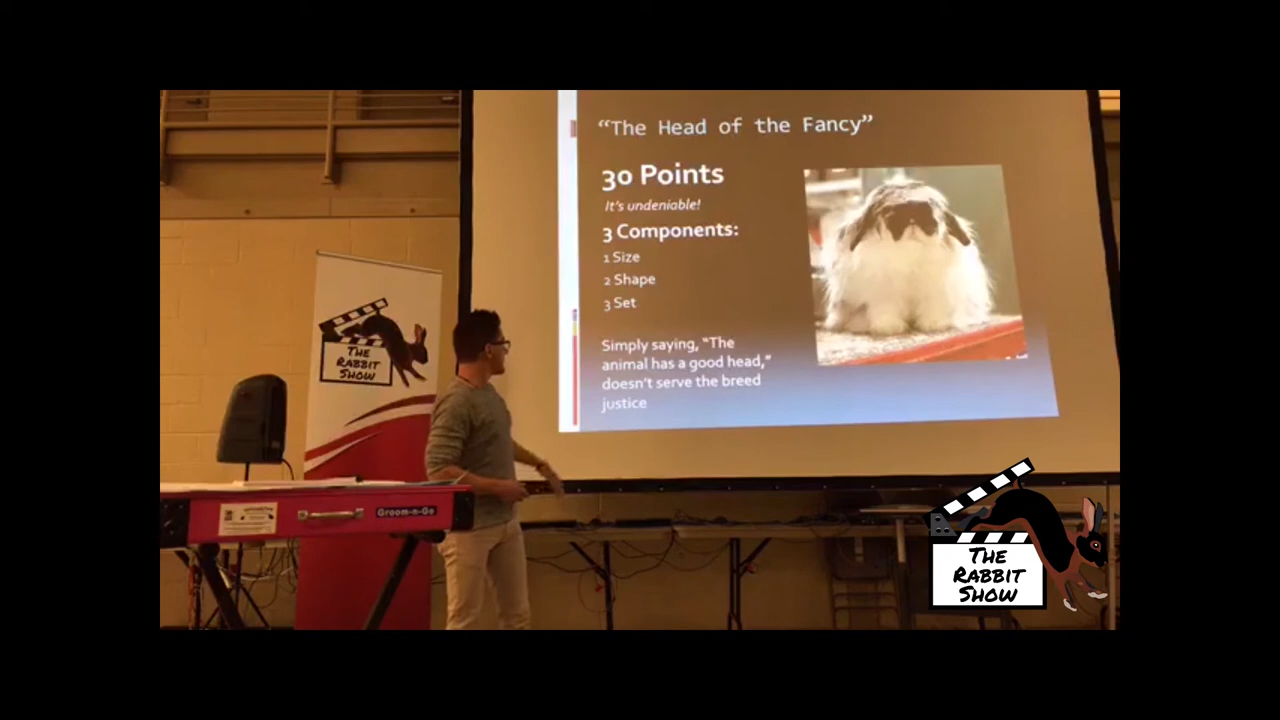 “The Head of the Fancy”
30 Points
It's undeniable!
3 Components:
1 Size
2 Shape
3 Set
Simply saying, “The
animal has a good head,”
doesn't serve the breed
justice
THE
RABBIT
SHOW
Groom-n-Go
THE
RABBIT
SHOW